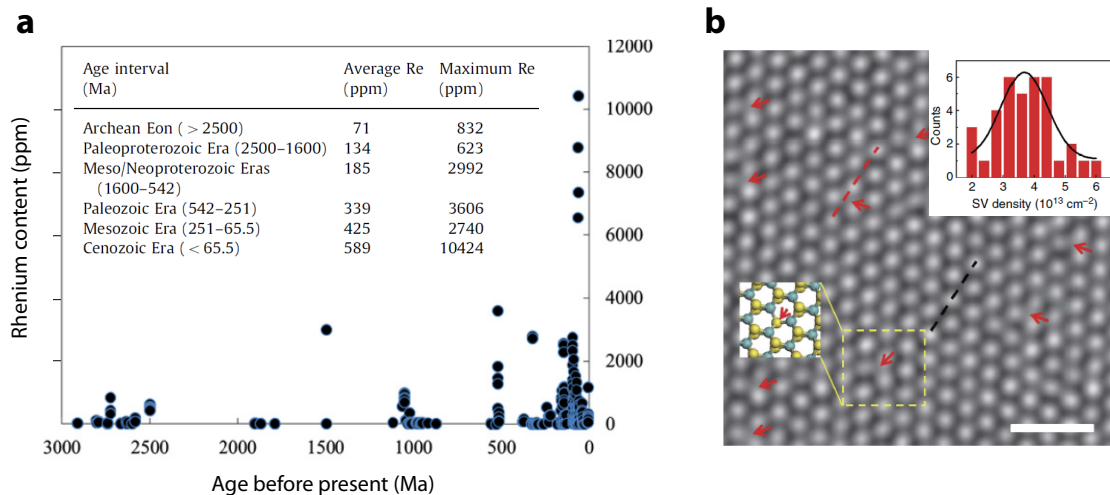 a
Rhenium content (ppm)
Age interval Average Re Maximum Re
(Ma) (ppm) (ppm)
Archean Eon (> 2500) 71 832
Paleoproterozoic Era (2500–1600) 134 623
Meso/Neoproterozoic Eras 185 2992
(1600–542)
Paleozoic Era (542–251) 339 3606
Mesozoic Era (251–65.5) 425 2740
Cenozoic Era (< 65.5) 589 10424
12000
10000
8000
6000
4000
2000
0
3000 2500 2000 1500 1000 500 0
Age before present (Ma)
b
Counts
6
4
2
0
2 3 4 5 6
SV density (10¹³ cm⁻²)